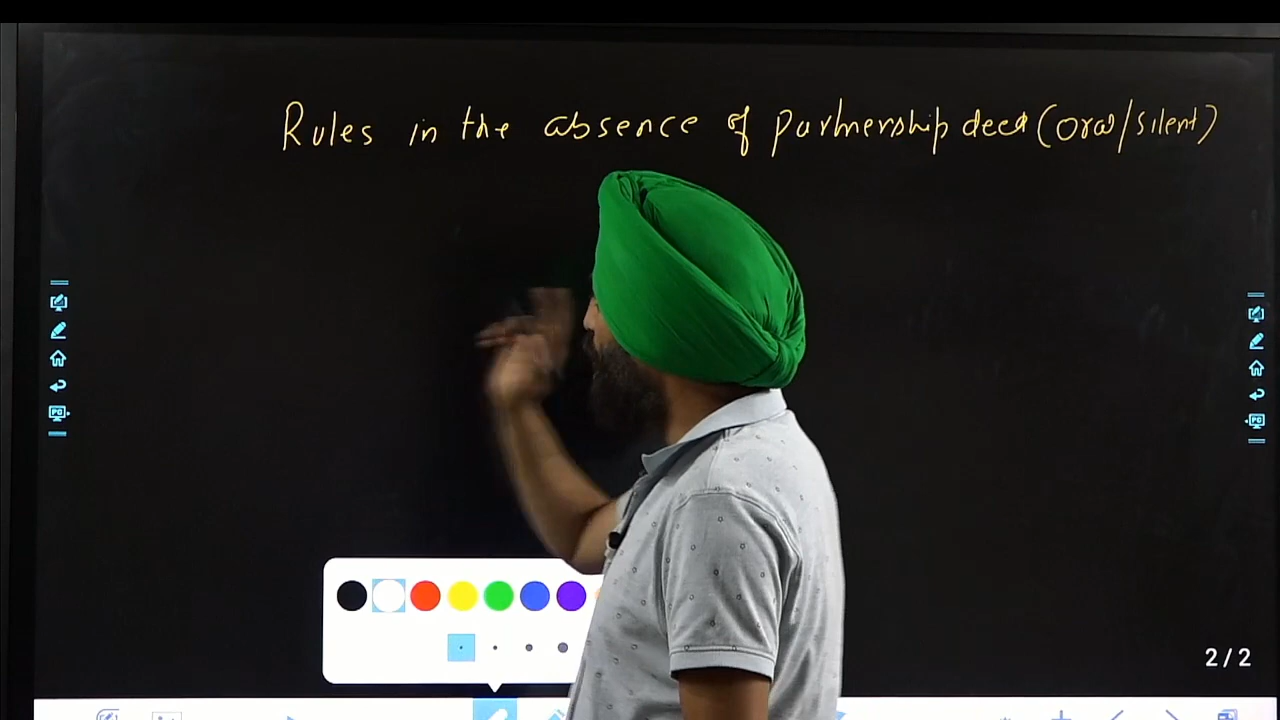 Rules in the absence of partnership deed (oral/silent)
2/2